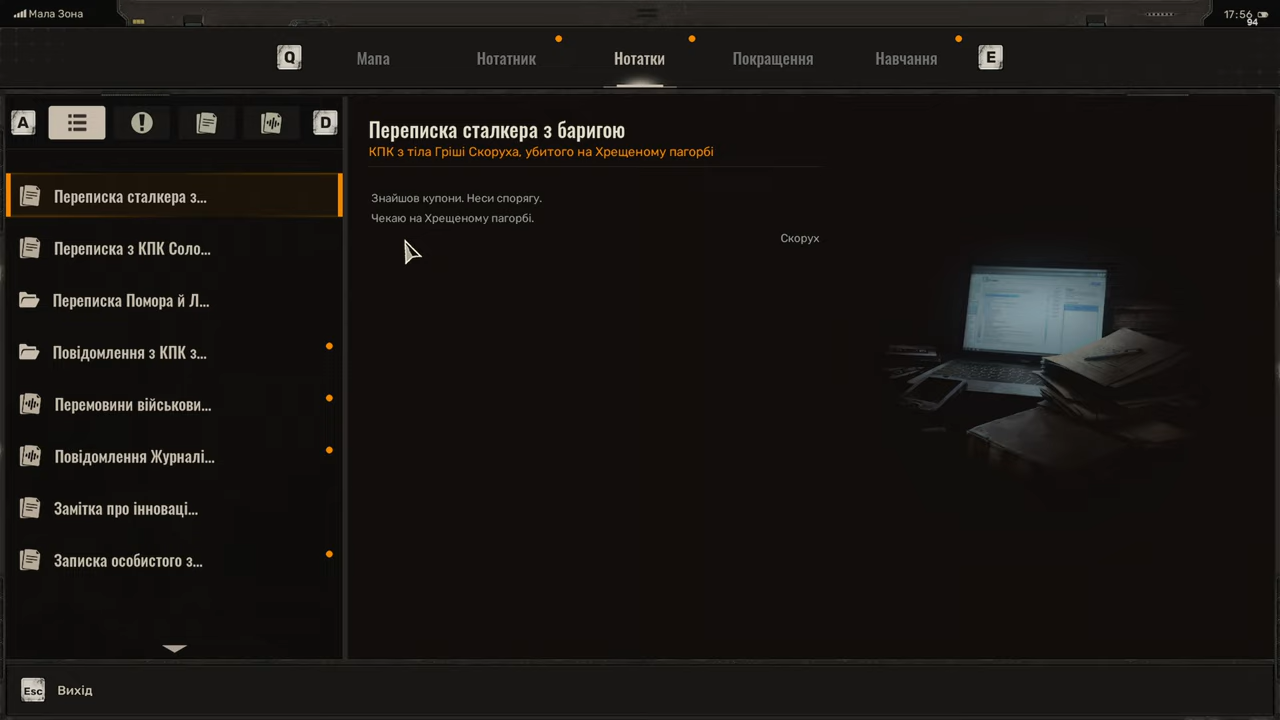 Мала Зона
17:56
94
Q
Мапа
Нотатник
Нотатки
Покращення
Навчання
E
A
D
Переписка сталкера з...
Переписка з КПК Соло...
Переписка Помора й Л...
Повідомлення з КПК з...
Перемовини військови...
Повідомлення Журналі...
Замітка про інноваці...
Записка особистого з...
Переписка сталкера з баригою
КПК з тіла Гріші Скоруха, убитого на Хрещеному пагорбі
Знайшов купони. Неси спорягу.
Чекаю на Хрещеному пагорбі.
Скорух
Esc
Вихід